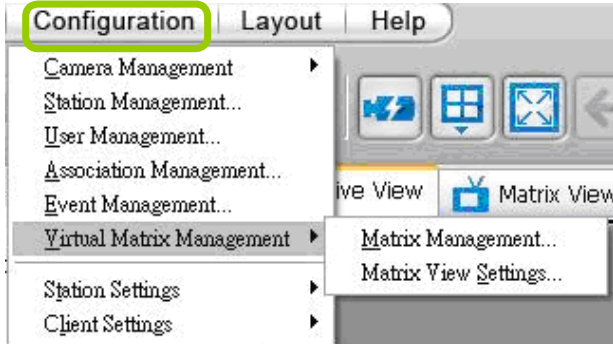 Configuration Layout Help
Camera Management
Station Management...
User Management...
Association Management...
Event Management...
ive View Matrix View
Virtual Matrix Management
Matrix Management...
Matrix View Settings...
Station Settings
Client Settings